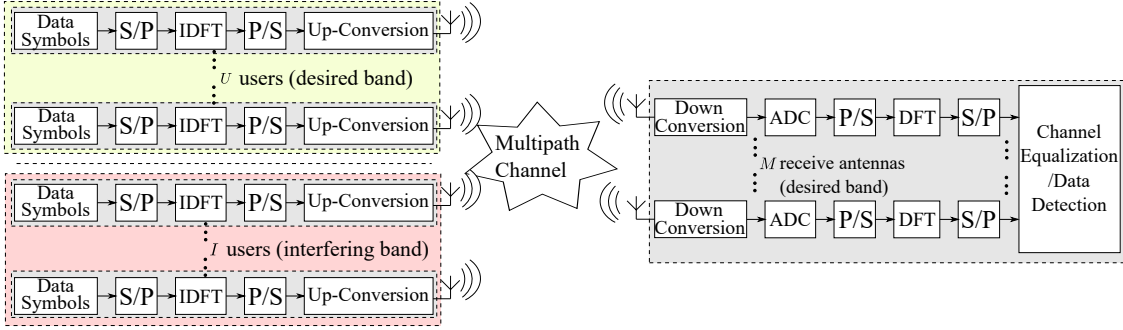 Data Symbols
S/P
IDFT
P/S
Up-Conversion
U users (desired band)
Data Symbols
S/P
IDFT
P/S
Up-Conversion
Data Symbols
S/P
IDFT
P/S
Up-Conversion
I users (interfering band)
Data Symbols
S/P
IDFT
P/S
Up-Conversion
Multipath
Channel
Down
Conversion
ADC
P/S
DFT
S/P
M receive antennas
(desired band)
Down
Conversion
ADC
P/S
DFT
S/P
Channel
Equalization
/Data
Detection